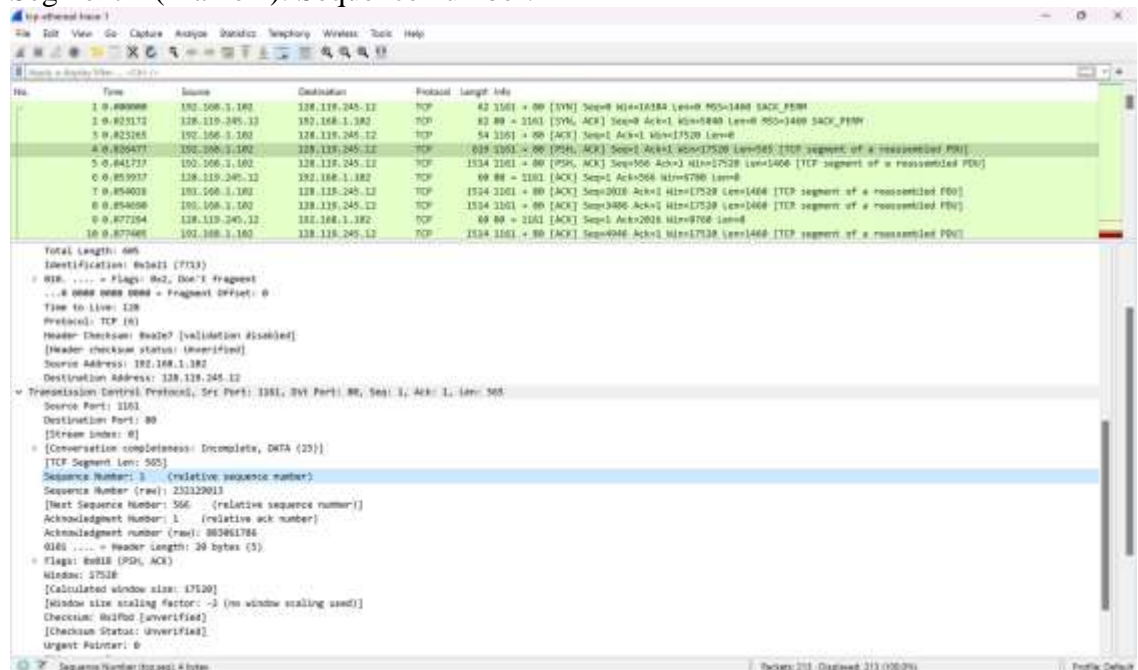 Segment 1 (Frame 4): Sequence number:
tcp-ethereal-trace-1
File Edit View Go Capture Analyze Statistics Telephony Wireless Tools Help
Apply a display filter ... <Ctrl-/>
No. Time Source Destination Protocol Length Info
1 0.000000 192.168.1.102 128.119.245.12 TCP 62 1161 → 80 [SYN] Seq=0 Win=16384 Len=0 MSS=1460 SACK_PERM
2 0.023172 128.119.245.12 192.168.1.102 TCP 62 80 → 1161 [SYN, ACK] Seq=0 Ack=1 Win=5840 Len=0 MSS=1460 SACK_PERM
3 0.023265 192.168.1.102 128.119.245.12 TCP 54 1161 → 80 [ACK] Seq=1 Ack=1 Win=17520 Len=0
4 0.026477 192.168.1.102 128.119.245.12 TCP 619 1161 → 80 [PSH, ACK] Seq=1 Ack=1 Win=17520 Len=565 [TCP segment of a reassembled PDU]
5 0.041737 192.168.1.102 128.119.245.12 TCP 1514 1161 → 80 [PSH, ACK] Seq=566 Ack=1 Win=17520 Len=1460 [TCP segment of a reassembled PDU]
6 0.053937 128.119.245.12 192.168.1.102 TCP 60 80 → 1161 [ACK] Seq=1 Ack=566 Win=6780 Len=0
7 0.054026 192.168.1.102 128.119.245.12 TCP 1514 1161 → 80 [ACK] Seq=2026 Ack=1 Win=17520 Len=1460 [TCP segment of a reassembled PDU]
8 0.054690 192.168.1.102 128.119.245.12 TCP 1514 1161 → 80 [ACK] Seq=3486 Ack=1 Win=17520 Len=1460 [TCP segment of a reassembled PDU]
9 0.077294 128.119.245.12 192.168.1.102 TCP 60 80 → 1161 [ACK] Seq=1 Ack=2026 Win=8760 Len=0
10 0.077405 192.168.1.102 128.119.245.12 TCP 1514 1161 → 80 [ACK] Seq=4946 Ack=1 Win=17520 Len=1460 [TCP segment of a reassembled PDU]
Total Length: 605
Identification: 0x1e21 (7713)
010. .... = Flags: 0x2, Don't fragment
...0 0000 0000 0000 = Fragment Offset: 0
Time to Live: 128
Protocol: TCP (6)
Header Checksum: [validation disabled]
[Header checksum status: Unverified]
Source Address: 192.168.1.102
Destination Address: 128.119.245.12
Transmission Control Protocol, Src Port: 1161, Dst Port: 80, Seq: 1, Ack: 1, Len: 565
Source Port: 1161
Destination Port: 80
[Stream index: 0]
[Conversation completeness: Incomplete, DATA (15)]
[TCP Segment Len: 565]
Sequence Number: 1 (relative sequence number)
Sequence Number (raw): 232129013
[Next Sequence Number: 566 (relative sequence number)]
Acknowledgment Number: 1 (relative ack number)
Acknowledgment number (raw): 883061786
0101 .... = Header Length: 20 bytes (5)
Flags: 0x018 (PSH, ACK)
Window: 17520
[Calculated window size: 17520]
[Window size scaling factor: -2 (no window scaling used)]
Checksum: 0x1fbd [unverified]
[Checksum Status: Unverified]
Urgent Pointer: 0
Sequence Number (tcp.seq), 4 bytes
Packets: 213 · Displayed: 213 (100.0%)
Profile: Default